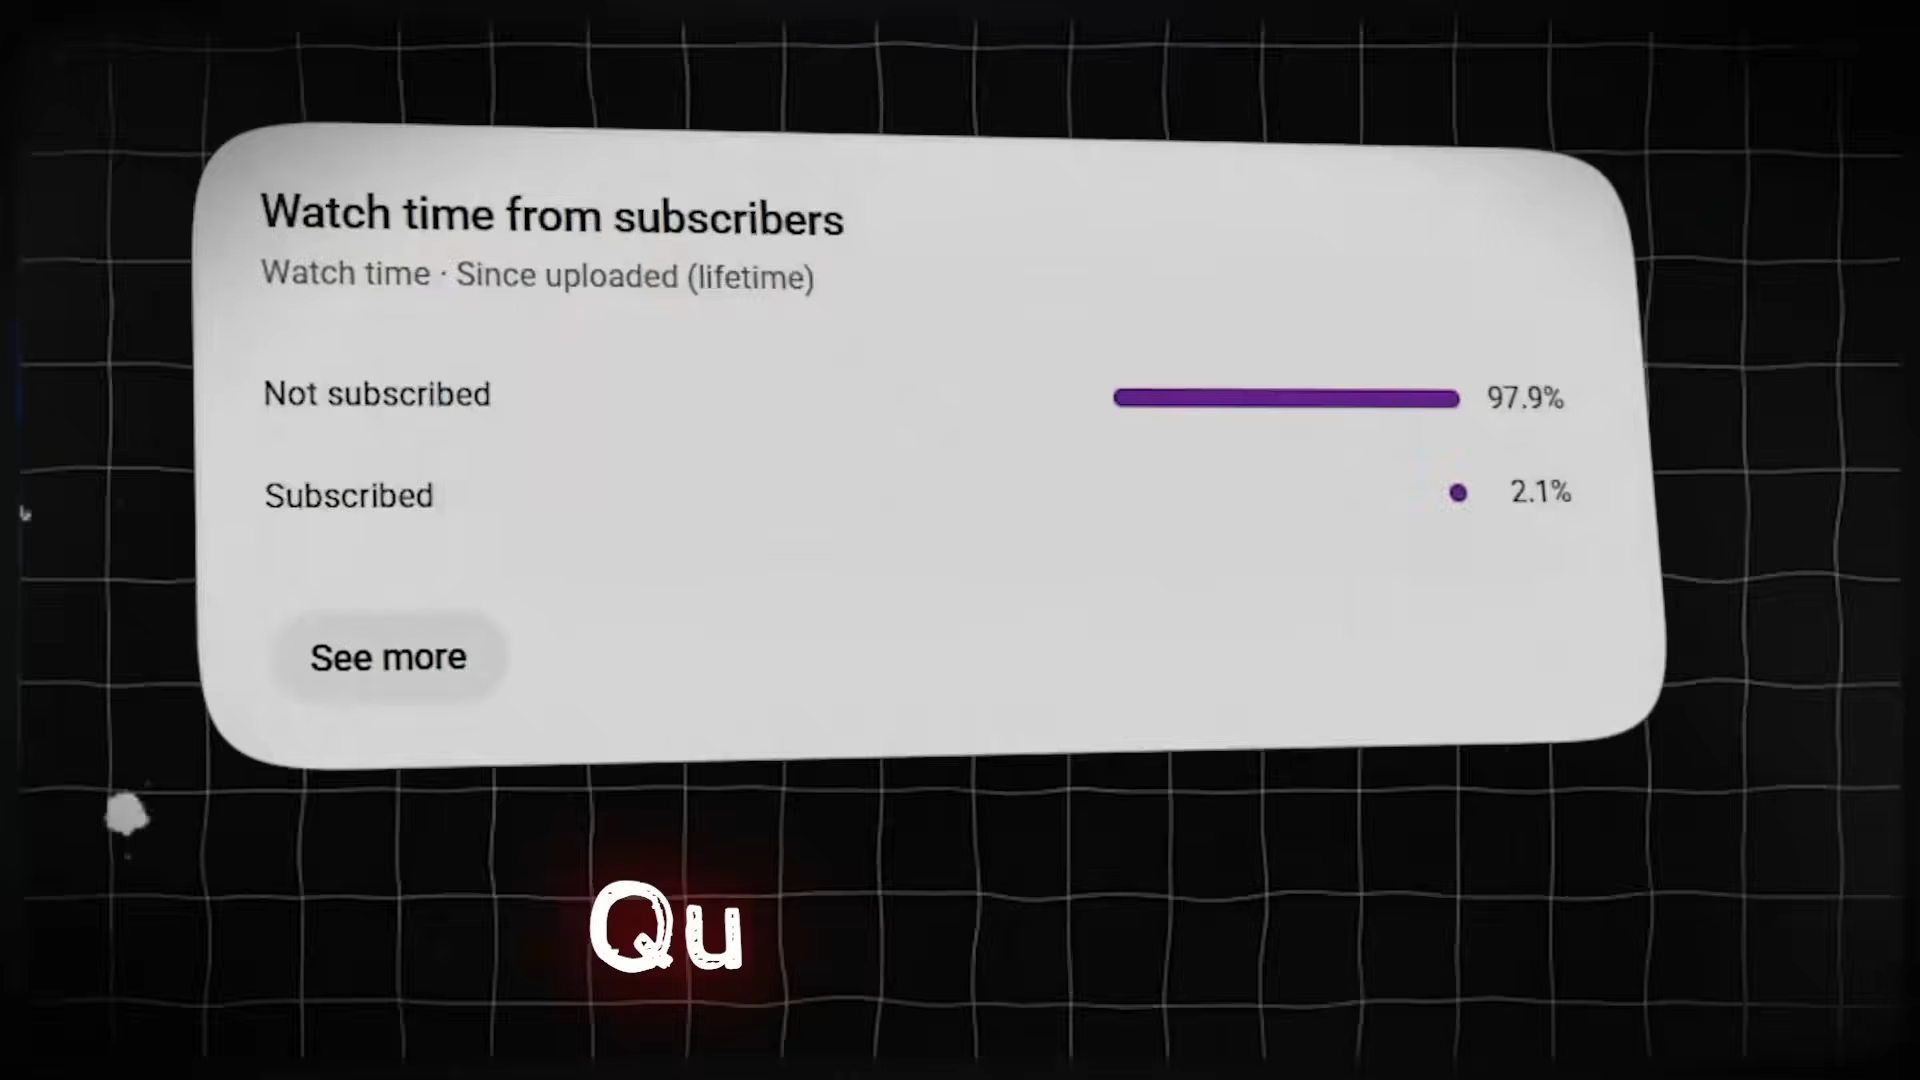 Watch time from subscribers
Watch time · Since uploaded (lifetime)
Not subscribed 97.9%
Subscribed 2.1%
See more
Qu